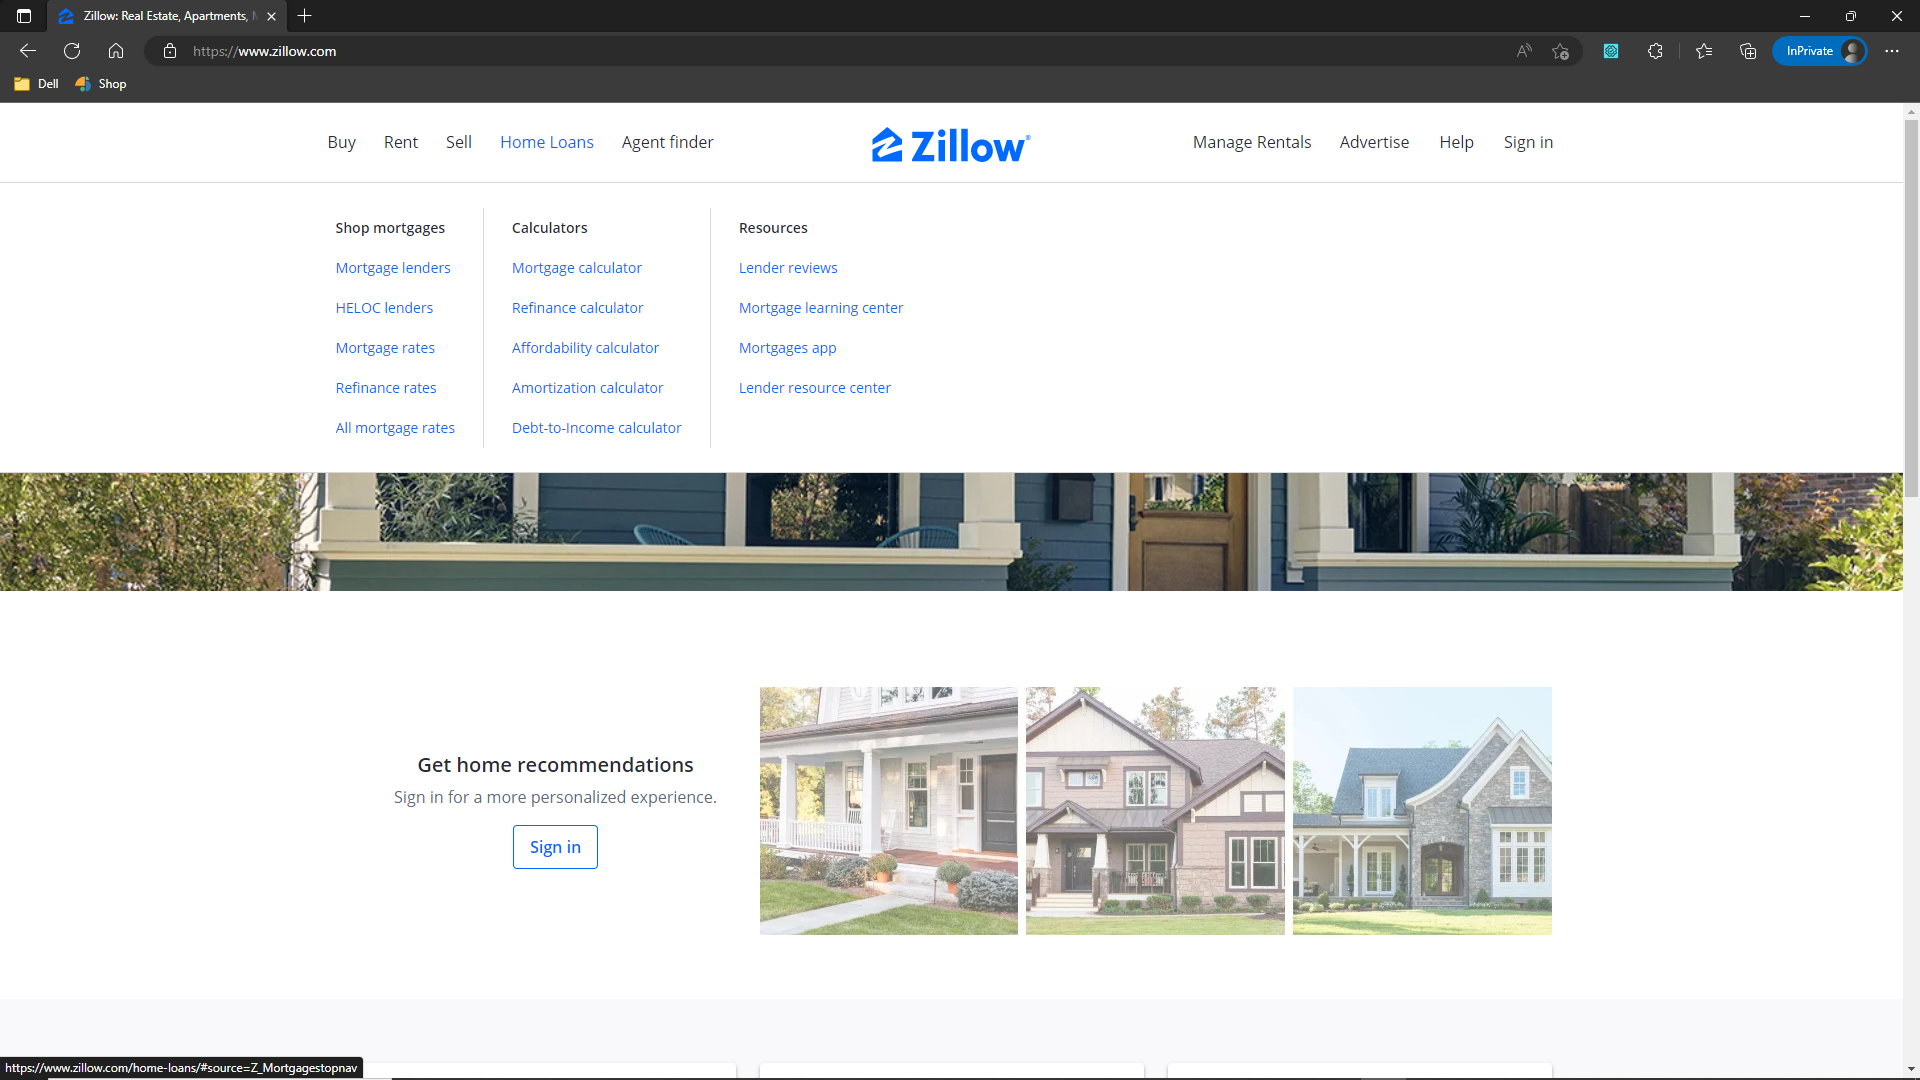 Zillow: Real Estate, Apartments,
https://www.zillow.com
InPrivate
Dell
Shop
Buy
Rent
Sell
Home Loans
Agent finder
Zillow®
Manage Rentals
Advertise
Help
Sign in
Shop mortgages
Mortgage lenders
HELOC lenders
Mortgage rates
Refinance rates
All mortgage rates
Calculators
Mortgage calculator
Refinance calculator
Affordability calculator
Amortization calculator
Debt-to-Income calculator
Resources
Lender reviews
Mortgage learning center
Mortgages app
Lender resource center
Get home recommendations
Sign in for a more personalized experience.
Sign in
https://www.zillow.com/home-loans/#source=Z_Mortgagestopnav